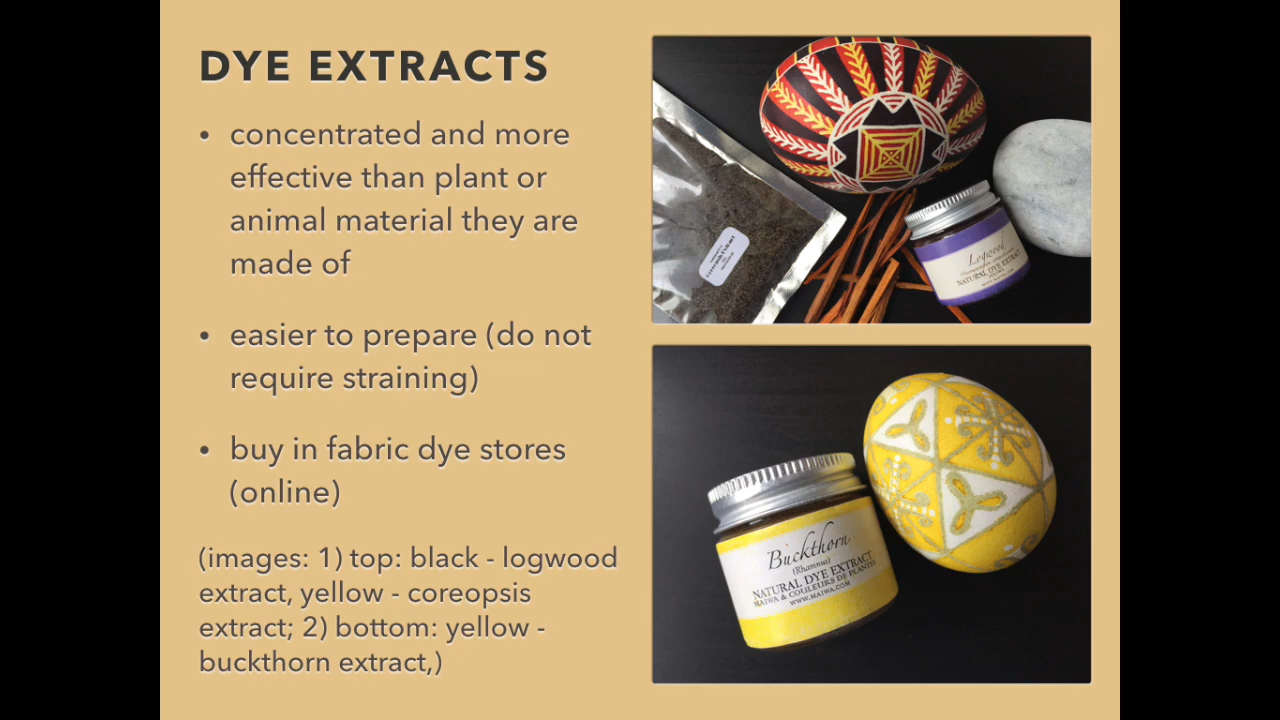 DYE EXTRACTS
• concentrated and more
effective than plant or
animal material they are
made of
• easier to prepare (do not
require straining)
• buy in fabric dye stores
(online)
(images: 1) top: black - logwood
extract, yellow - coreopsis
extract; 2) bottom: yellow -
buckthorn extract,)
Logwood
NATURAL DYE EXTRACT
Buckthorn
(Rhamnus)
NATURAL DYE EXTRACT
MAIWA & COULEURS DE PLANTES
WWW.MAIWA.COM